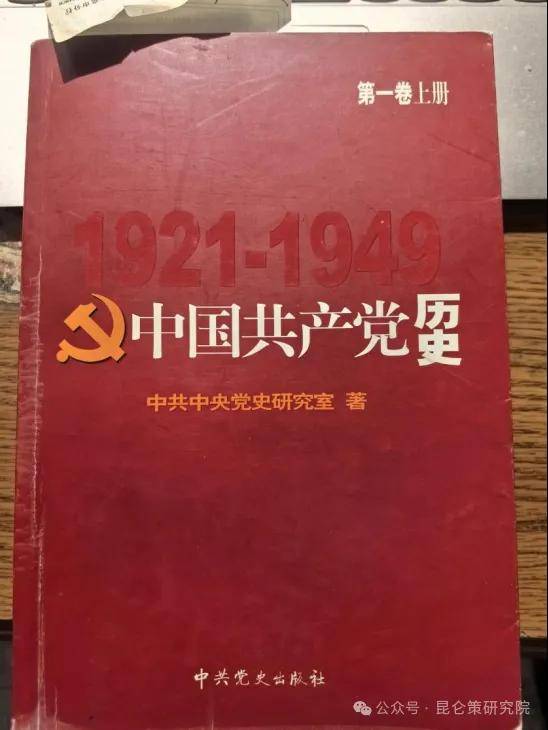 第一卷上册
1921-1949
中国共产党历史
中共中央党史研究室 著
中共党史出版社
公众号 · 昆仑策研究院